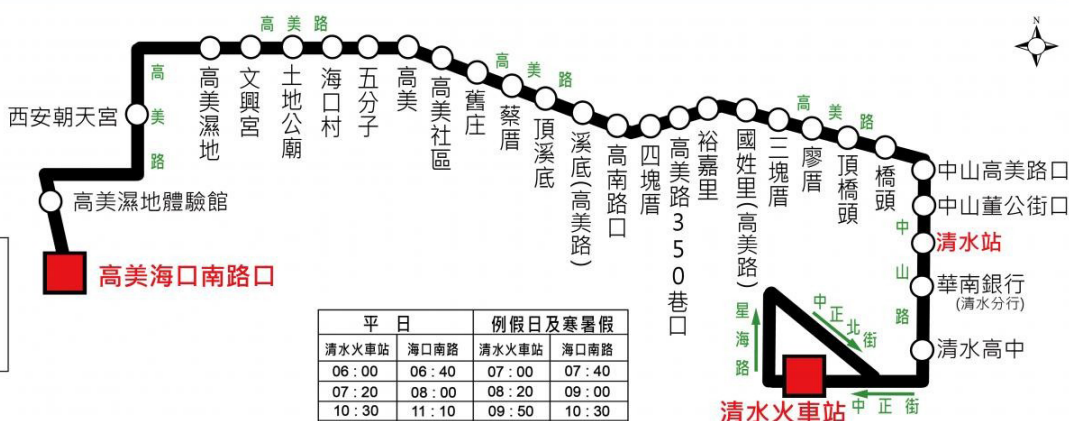 N
高美路
高美路
西安朝天宮
高美濕地
文興宮
土地公廟
海口村
五分子
高美
高美社區
舊庄
高美路
蔡厝
頂溪底
溪底(高美路)
高南路口
四塊厝
高美路350巷口
裕嘉里
國姓里(高美路)
三塊厝
高美路
廖厝
頂橋頭
橋頭
中山高美路口
中山董公街口
清水站
中山路
華南銀行
(清水分行)
清水高中
高美濕地體驗館
高美海口南路口
星海路
中正北街
清水火車站
中正街
平 日 例假日及寒暑假
清水火車站 海口南路 清水火車站 海口南路
06:00 06:40 07:00 07:40
07:20 08:00 08:20 09:00
10:30 11:10 09:50 10:30